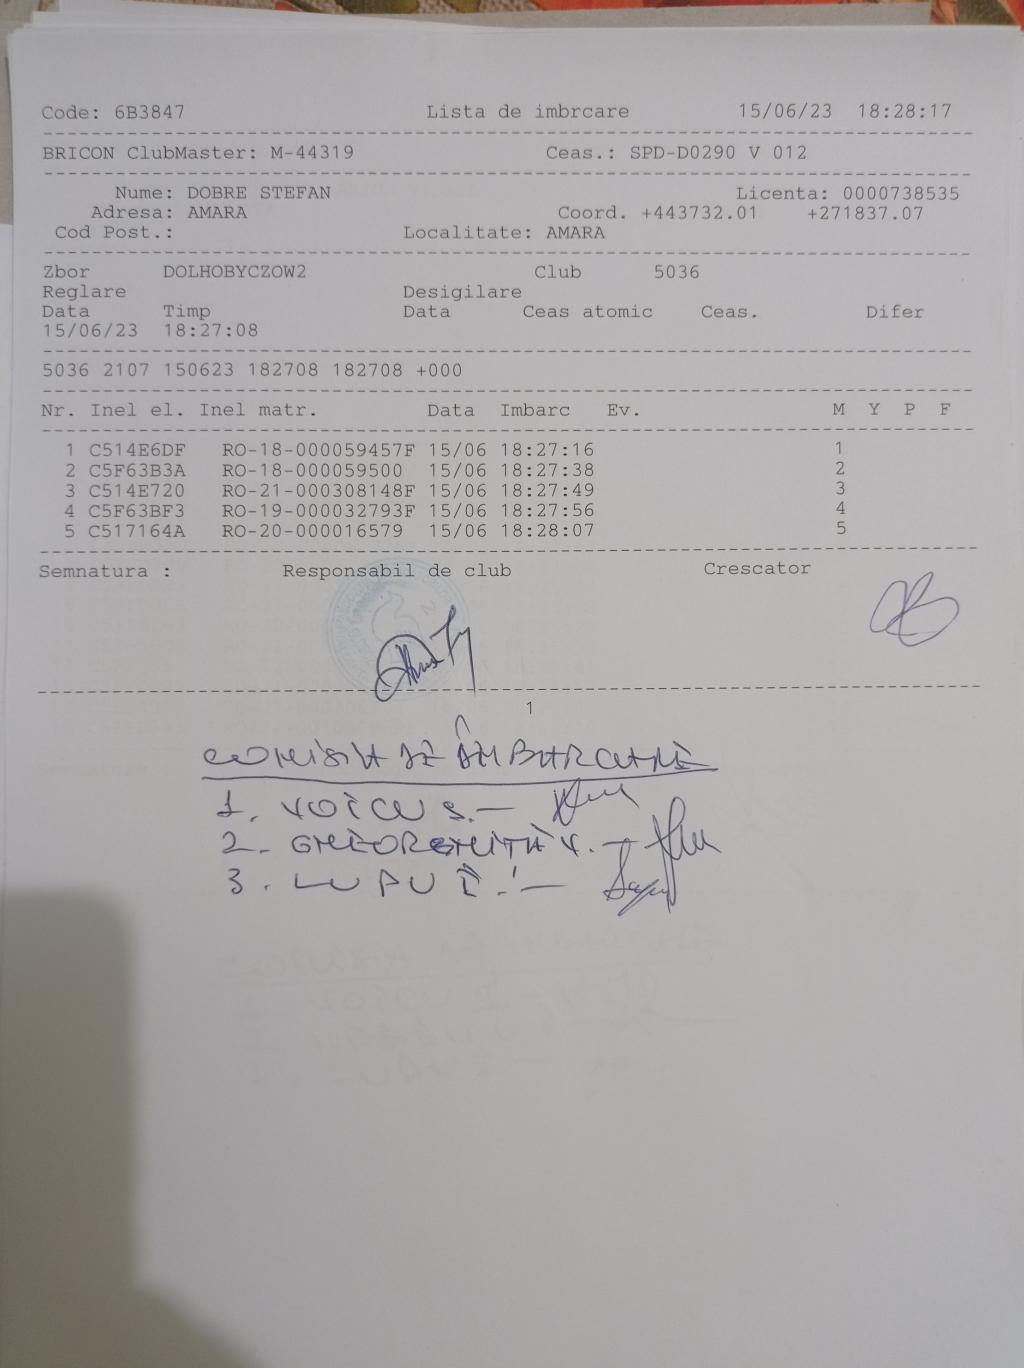 Code: 6B3847 Lista de imbrcare 15/06/23 18:28:17
BRICON ClubMaster: M-44319 Ceas.: SPD-D0290 V 012
Nume: DOBRE STEFAN Licenta: 0000738535
Adresa: AMARA Coord. +443732.01 +271837.07
Cod Post.: Localitate: AMARA
Zbor DOLHOBYCZOW2 Club 5036
Reglare Desigilare
Data Timp Data Ceas atomic Ceas. Difer
15/06/23 18:27:08
5036 2107 150623 182708 182708 +000
Nr. Inel el. Inel matr. Data Imbarc Ev. M Y P F
1 C514E6DF RO-18-000059457F 15/06 18:27:16 1
2 C5F63B3A RO-18-000059500 15/06 18:27:38 2
3 C514E720 RO-21-000308148F 15/06 18:27:49 3
4 C5F63BF3 RO-19-000032793F 15/06 18:27:56 4
5 C517164A RO-20-000016579 15/06 18:28:07 5
Semnatura : Responsabil de club Crescator
1
COMISIA DE ÎMBARCARE
1. VOICU S. —
2. GHEORGHITĂ V. —
3. LUPU I. —